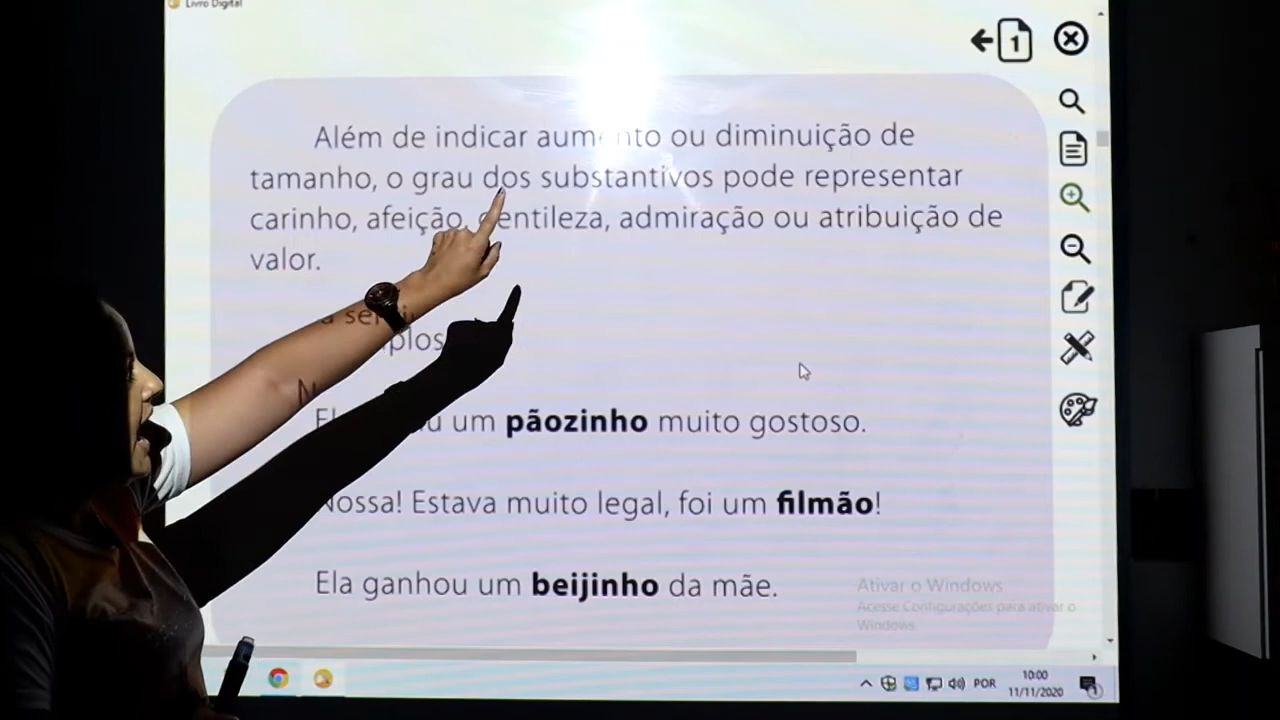 Livro Digital
1
Além de indicar aumento ou diminuição de
tamanho, o grau dos substantivos pode representar
carinho, afeição, gentileza, admiração ou atribuição de
valor.
um pãozinho muito gostoso.
Nossa! Estava muito legal, foi um filmão!
Ela ganhou um beijinho da mãe.
Ativar o Windows
Acesse Configurações para ativar o
Windows.
POR
10:00
11/11/2020
1